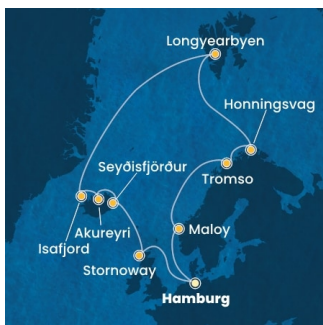 Longyearbyen
Honningsvag
Seyðisfjörður
Tromso
Akureyri
Isafjord
Maloy
Stornoway
Hamburg